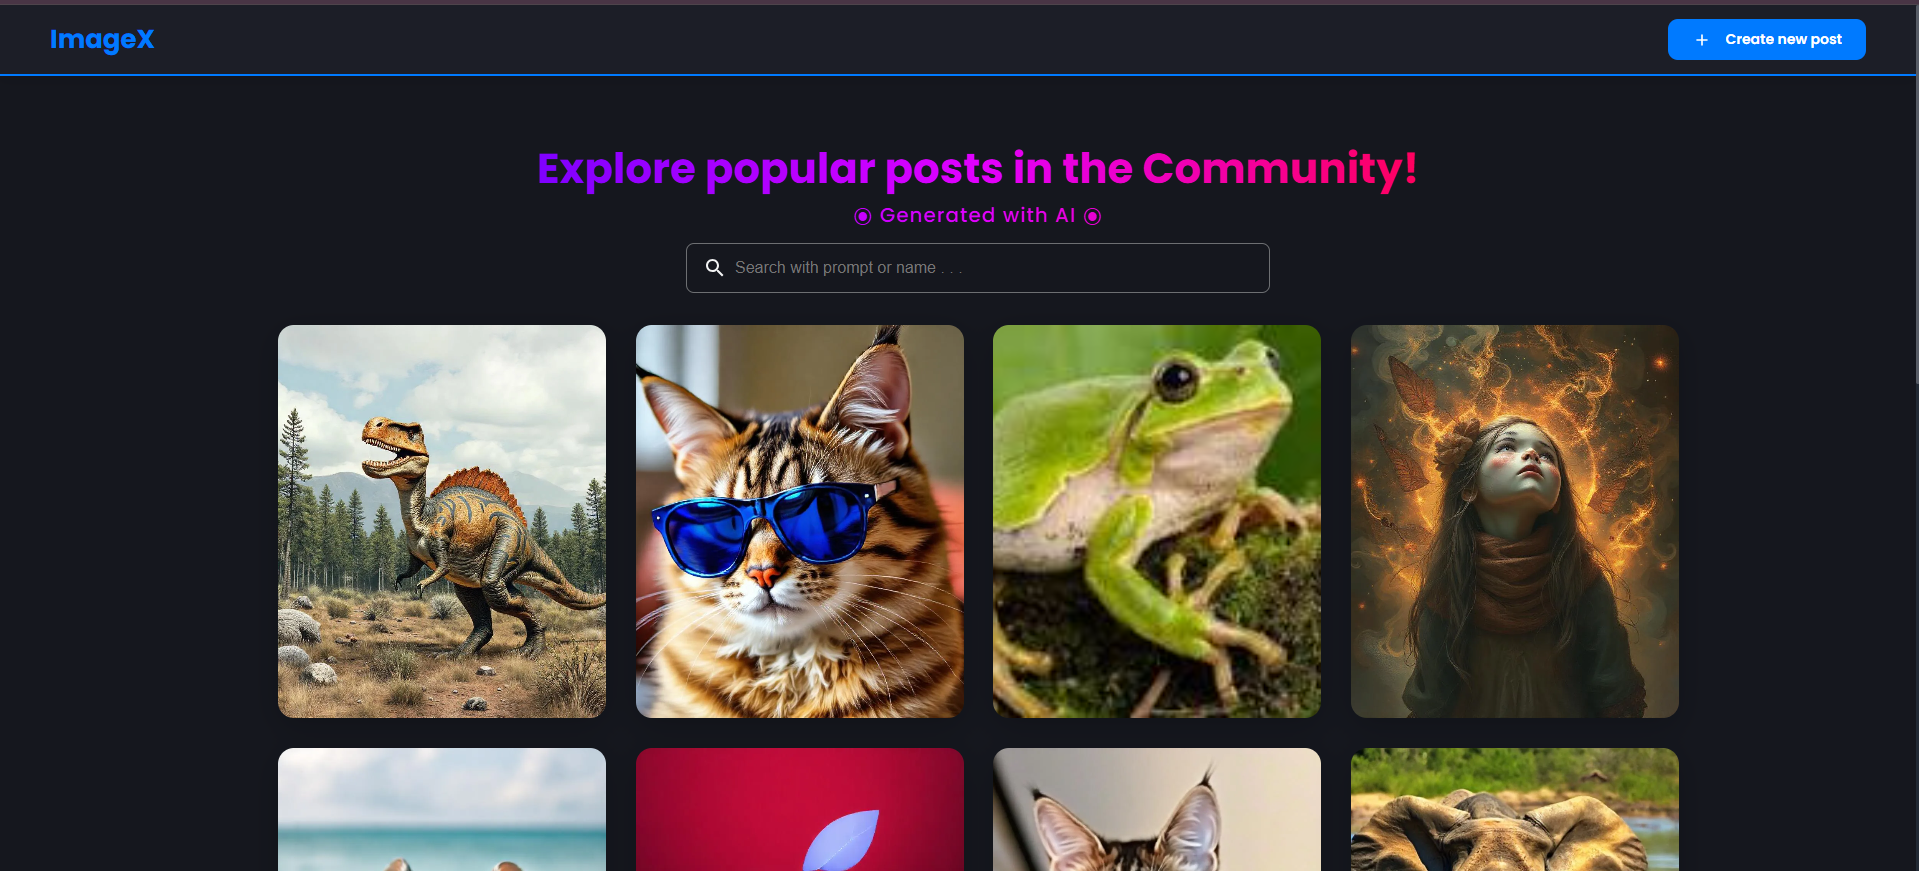 ImageX
+ Create new post
Explore popular posts in the Community!
◉ Generated with AI ◉
Search with prompt or name . . .